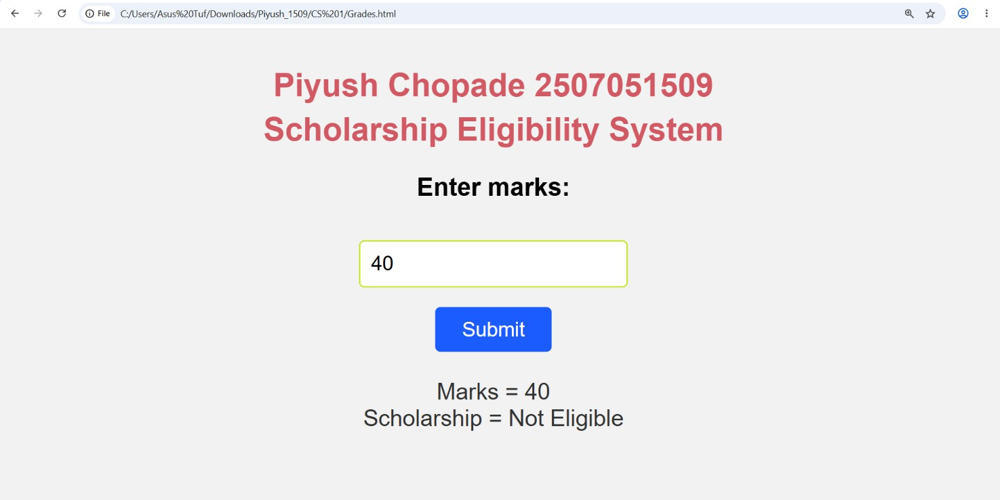 File C:/Users/Asus%20Tuf/Downloads/Piyush_1509/CS%201/Grades.html
Piyush Chopade 2507051509
Scholarship Eligibility System
Enter marks:
40
Submit
Marks = 40
Scholarship = Not Eligible